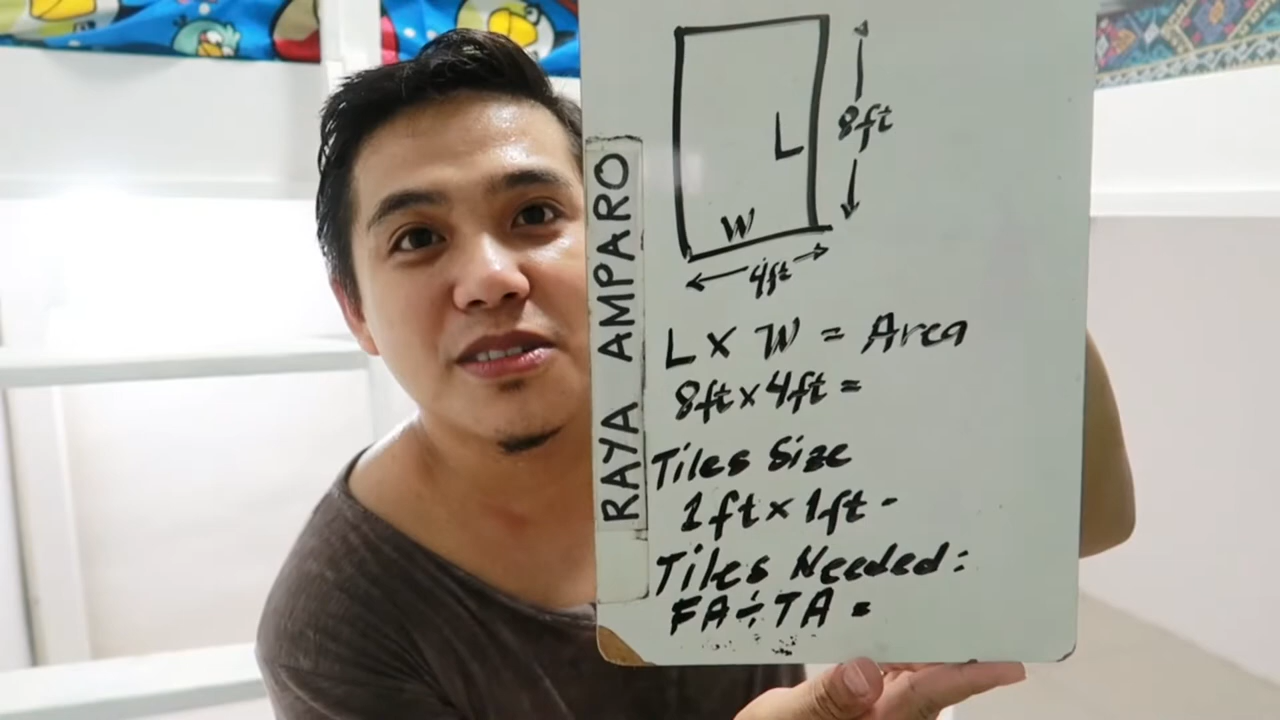 RAYA AMPARO
L
8ft
W
4ft
L x W = Area
8ft x 4ft =
Tiles Size
1ft x 1ft -
Tiles Needed:
FA ÷ TA =